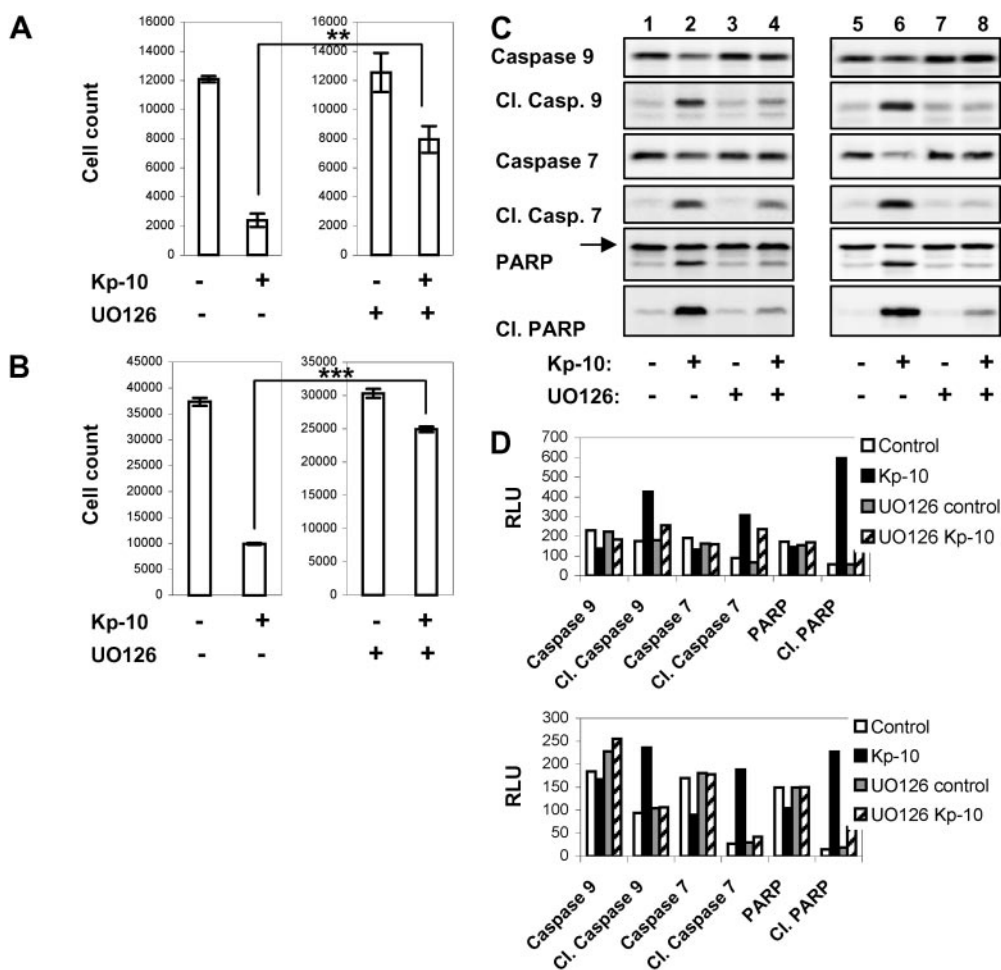 A
Cell count
16000
14000
12000
10000
8000
6000
4000
2000
0
**
16000
14000
12000
10000
8000
6000
4000
2000
0
Kp-10 - + - +
UO126 - - + +
B
Cell count
45000
40000
35000
30000
25000
20000
15000
10000
5000
0
***
35000
30000
25000
20000
15000
10000
5000
0
Kp-10 - + - +
UO126 - - + +
C
1 2 3 4 5 6 7 8
Caspase 9
Cl. Casp. 9
Caspase 7
Cl. Casp. 7
PARP
Cl. PARP
Kp-10: - + - + - + - +
UO126: - - + + - - + +
D
RLU
700
600
500
400
300
200
100
0
Control
Kp-10
UO126 control
UO126 Kp-10
Caspase 9
Cl. Caspase 9
Caspase 7
Cl. Caspase 7
PARP
Cl. PARP
RLU
300
250
200
150
100
50
0
Control
Kp-10
UO126 control
UO126 Kp-10
Caspase 9
Cl. Caspase 9
Caspase 7
Cl. Caspase 7
PARP
Cl. PARP